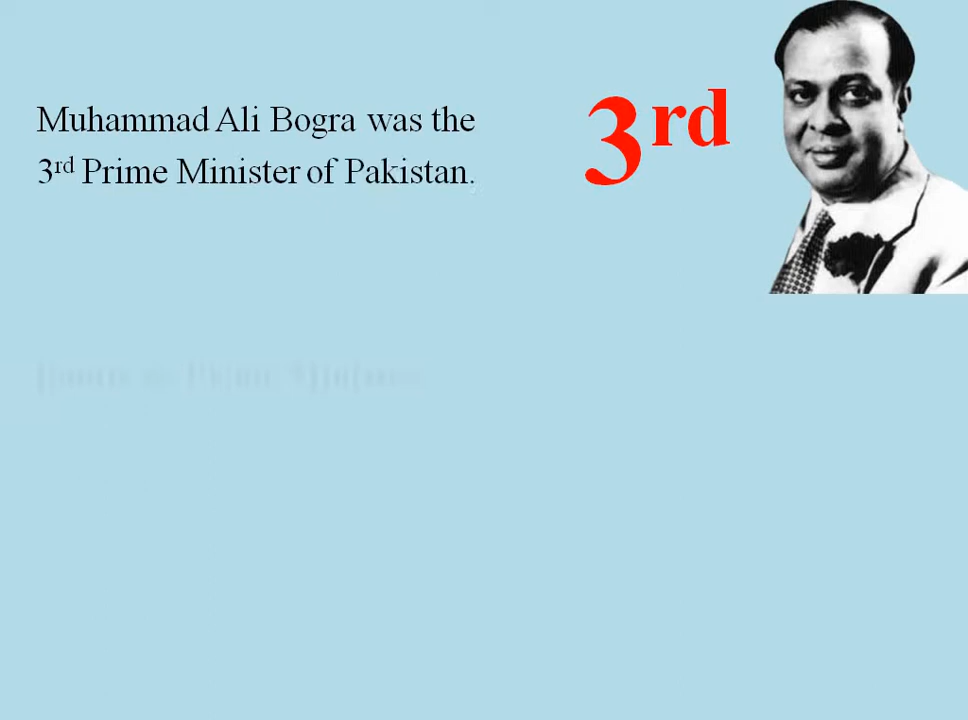 Muhammad Ali Bogra was the
3rd Prime Minister of Pakistan.
3rd